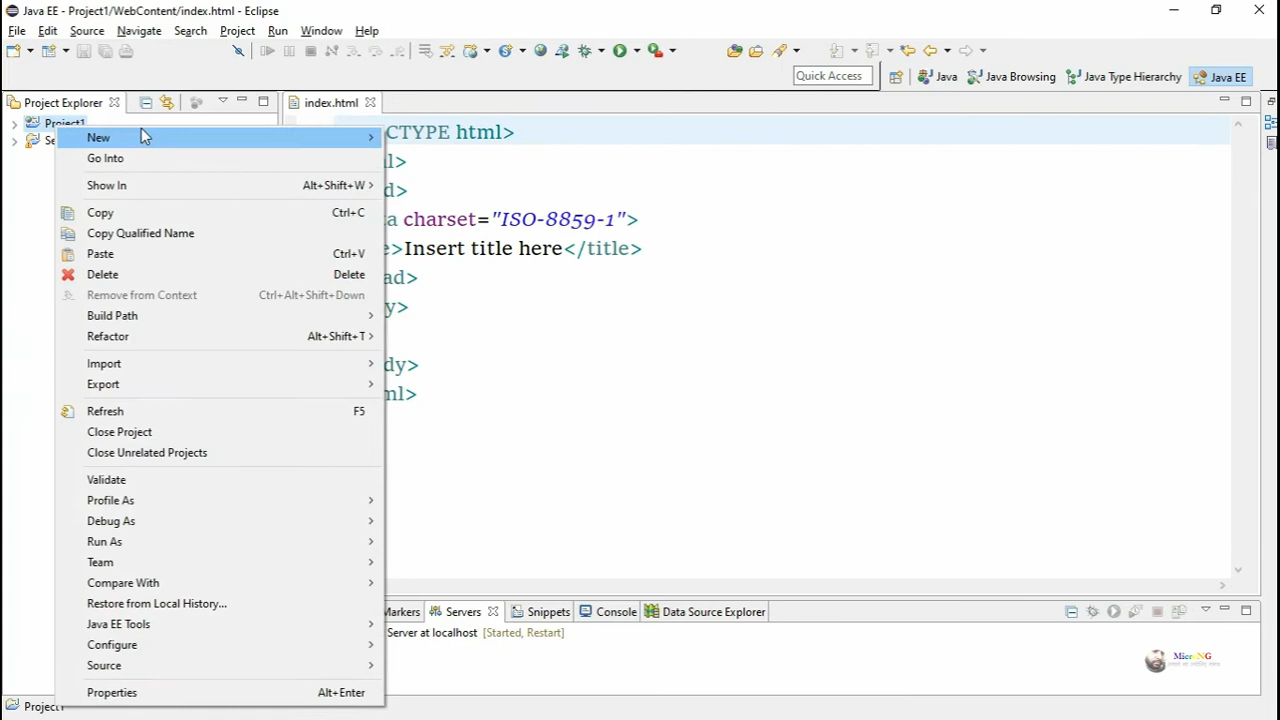 Java EE - Project1/WebContent/index.html - Eclipse
File Edit Source Navigate Search Project Run Window Help
Quick Access Java Java Browsing Java Type Hierarchy Java EE
Project Explorer index.html
Project1
Se
CTYPE html>
l>
d>
a charset="ISO-8859-1">
e>Insert title here</title>
ad>
y>
dy>
ml>
New
Go Into
Show In Alt+Shift+W
Copy Ctrl+C
Copy Qualified Name
Paste Ctrl+V
Delete Delete
Remove from Context Ctrl+Alt+Shift+Down
Build Path
Refactor Alt+Shift+T
Import
Export
Refresh F5
Close Project
Close Unrelated Projects
Validate
Profile As
Debug As
Run As
Team
Compare With
Restore from Local History...
Java EE Tools
Configure
Source
Properties Alt+Enter
Markers Servers Snippets Console Data Source Explorer
Server at localhost [Started, Restart]
MicroNG
Project1